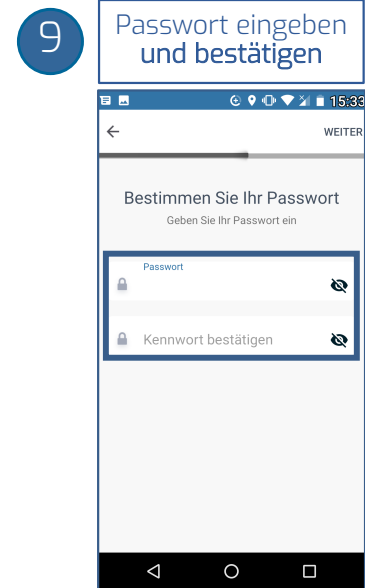 9
Passwort eingeben
und bestätigen
15:33
WEITER
Bestimmen Sie Ihr Passwort
Geben Sie Ihr Passwort ein
Passwort
Kennwort bestätigen